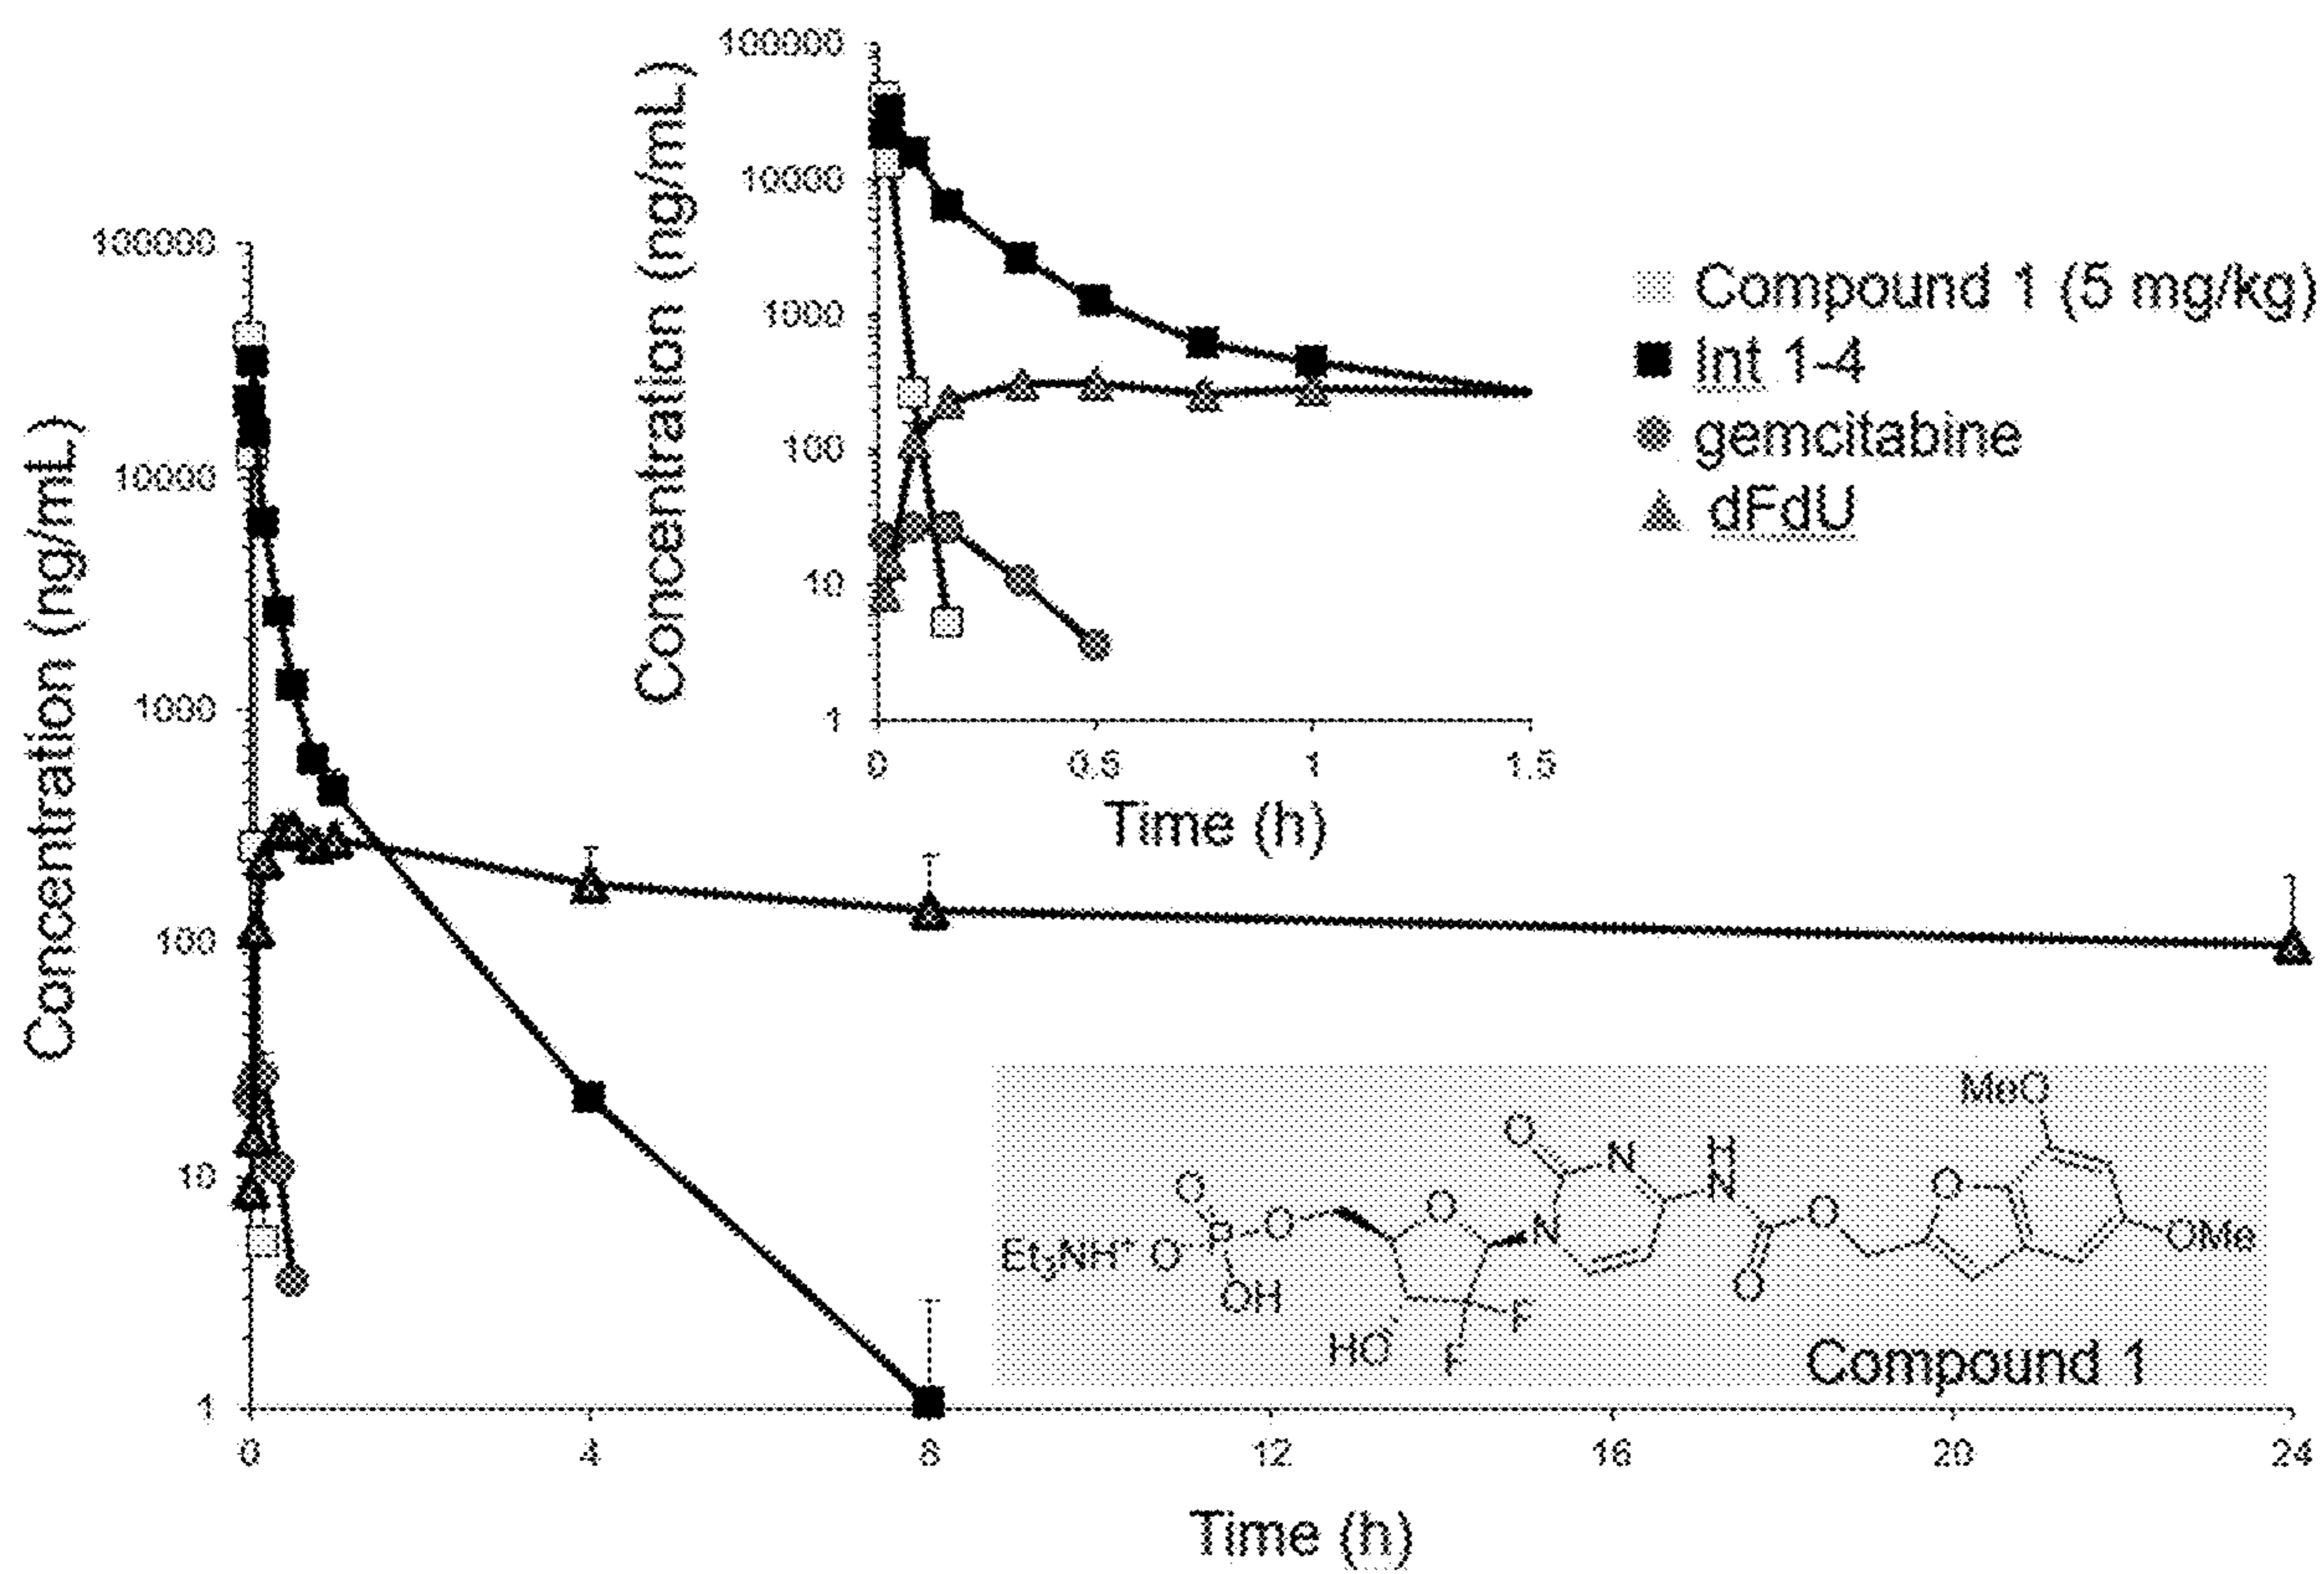 100000
10000
1000
100
10
1
0
0.5
1
1.5
Concentration (ng/mL)
Time (h)
Compound 1 (5 mg/kg)
Int 1-4
gemcitabine
dFdU
100000
10000
1000
100
10
1
0
4
8
12
16
20
24
Concentration (ng/mL)
Time (h)
MeO
O
N
H
N
O
O
O
O
O
N
O
OMe
Et3NH+
O
P
OH
O
HO
F
F
Compound 1